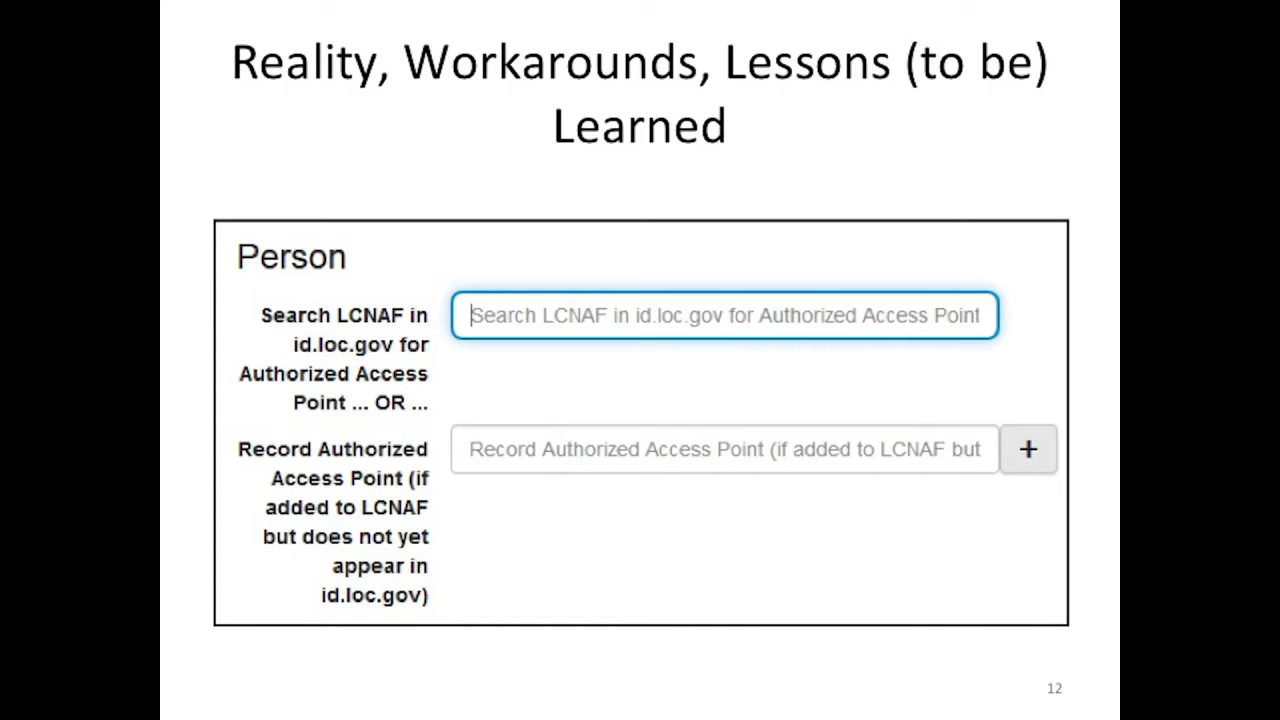 Reality, Workarounds, Lessons (to be)
Learned
Person
Search LCNAF in
id.loc.gov for
Authorized Access
Point ... OR ...
Search LCNAF in id.loc.gov for Authorized Access Point
Record Authorized
Access Point (if
added to LCNAF
but does not yet
appear in
id.loc.gov)
Record Authorized Access Point (if added to LCNAF but
+
12